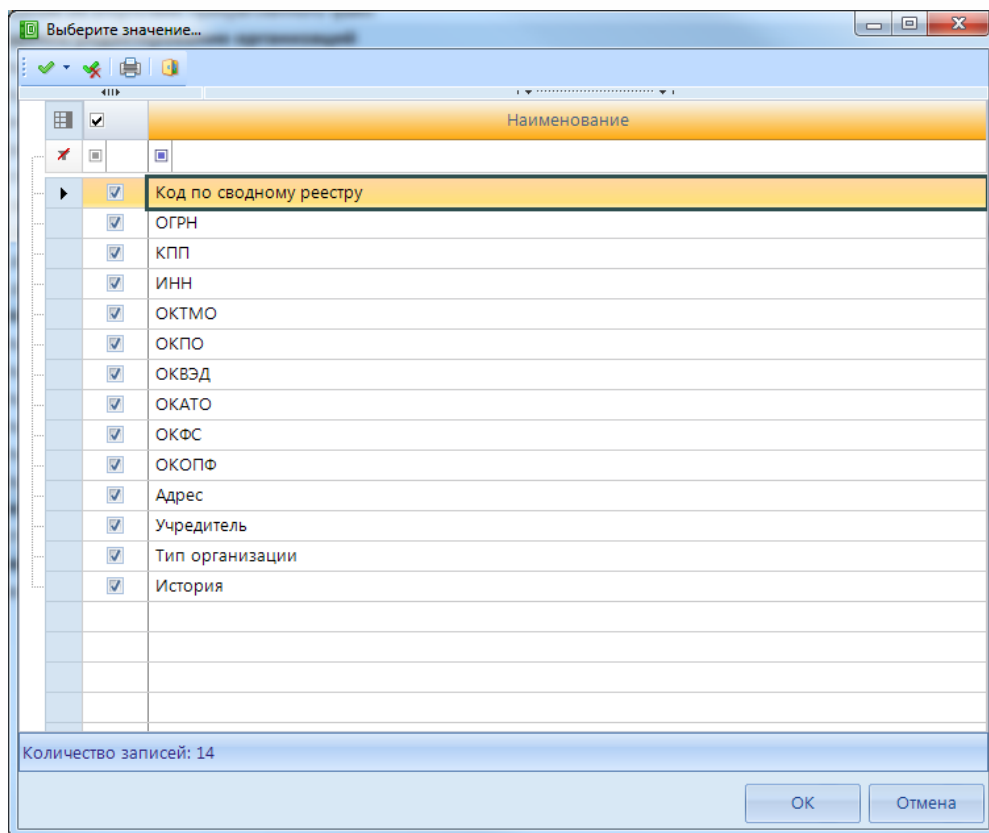 Выберите значение...
Наименование
Код по сводному реестру
ОГРН
КПП
ИНН
ОКТМО
ОКПО
ОКВЭД
ОКАТО
ОКФС
ОКОПФ
Адрес
Учредитель
Тип организации
История
Количество записей: 14
ОК
Отмена